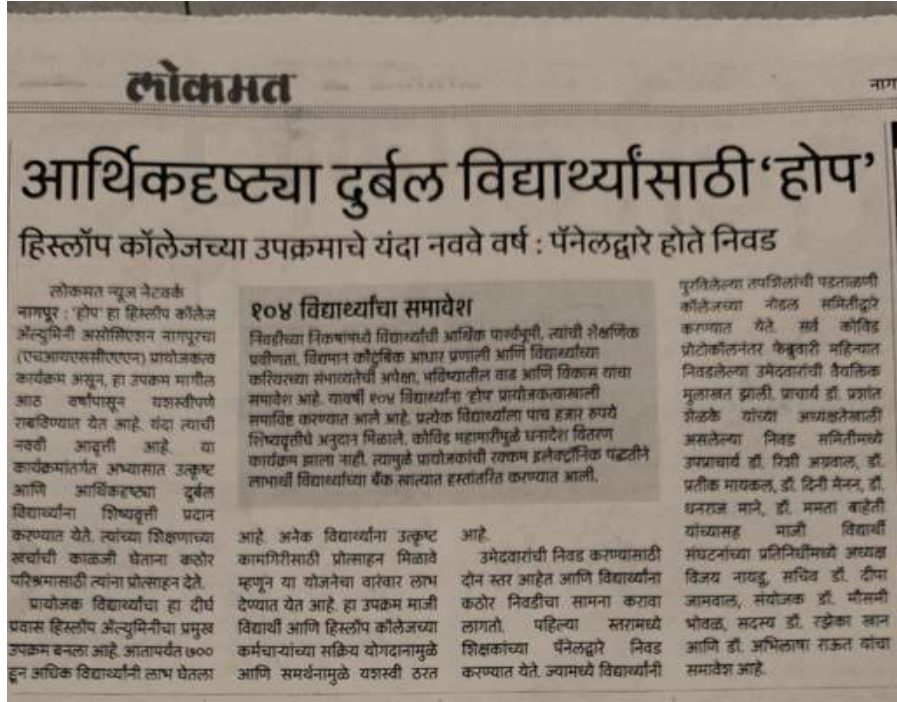 लोकमत
नाग
आर्थिकदृष्ट्या दुर्बल विद्यार्थ्यांसाठी ‘होप’
हिस्लॉप कॉलेजच्या उपक्रमाचे यंदा नववे वर्ष : पॅनेलद्वारे होते निवड
लोकमत न्यूज नेटवर्क
नागपूर : ‘होप’ हा हिस्लॉप कॉलेज
ॲल्युमिनी असोसिएशन नागपूरचा
(एचआयएससीएएन) प्रायोजकत्व
कार्यक्रम असून, हा उपक्रम मागील
आठ वर्षांपासून यशस्वीपणे
राबविण्यात येत आहे. यंदा त्याची
नववी आवृत्ती आहे. या
कार्यक्रमांतर्गत अभ्यासात उत्कृष्ट
आणि आर्थिकदृष्ट्या दुर्बल
विद्यार्थ्यांना शिष्यवृत्ती प्रदान
करण्यात येते. त्यांच्या शिक्षणाच्या
खर्चाची काळजी घेताना कठोर
परिश्रमासाठी त्यांना प्रोत्साहन देते.
प्रायोजक विद्यार्थ्यांचा हा दीर्घ
प्रवास हिस्लॉप ॲल्युमिनीचा प्रमुख
उपक्रम बनला आहे. आतापर्यंत ७००
हून अधिक विद्यार्थ्यांनी लाभ घेतला
१०४ विद्यार्थ्यांचा समावेश
निवडीच्या निकषांमध्ये विद्यार्थ्यांची आर्थिक पार्श्वभूमी, त्यांची शैक्षणिक
प्रवीणता, विद्यमान कौटुंबिक आधार प्रणाली आणि विद्यार्थ्यांच्या
करियरच्या संभाव्यतेची अपेक्षा, भविष्यातील वाढ आणि विकास यांचा
समावेश आहे. यावर्षी १०४ विद्यार्थ्यांना ‘होप’ प्रायोजकत्वाखाली
समाविष्ट करण्यात आले आहे. प्रत्येक विद्यार्थ्याला पाच हजार रुपये
शिष्यवृत्तीचे अनुदान मिळाले. कोविड महामारीमुळे धनादेश वितरण
कार्यक्रम झाला नाही. त्यामुळे प्रायोजकांची रक्कम इलेक्ट्रॉनिक पद्धतीने
लाभार्थी विद्यार्थ्यांच्या बँक खात्यात हस्तांतरित करण्यात आली.
आहे. अनेक विद्यार्थ्यांना उत्कृष्ट
कामगिरीसाठी प्रोत्साहन मिळावे
म्हणून या योजनेचा वारंवार लाभ
देण्यात येत आहे. हा उपक्रम माजी
विद्यार्थी आणि हिस्लॉप कॉलेजच्या
कर्मचाऱ्यांच्या सक्रिय योगदानामुळे
आणि समर्थनामुळे यशस्वी ठरत
आहे.
उमेदवारांची निवड करण्यासाठी
दोन स्तर आहेत आणि विद्यार्थ्यांना
कठोर निवडीचा सामना करावा
लागतो. पहिल्या स्तरामध्ये
शिक्षकांच्या पॅनेलद्वारे निवड
करण्यात येते. ज्यामध्ये विद्यार्थ्यांनी
पुरविलेल्या तपशिलांची पडताळणी
कॉलेजच्या नोडल समितीद्वारे
करण्यात येते. सर्व कोविड
प्रोटोकॉलनंतर फेब्रुवारी महिन्यात
निवडलेल्या उमेदवारांची वैयक्तिक
मुलाखत झाली. प्राचार्य डॉ. प्रशांत
शेळके यांच्या अध्यक्षतेखाली
असलेल्या निवड समितीमध्ये
उपप्राचार्य डॉ. रिश्री अग्रवाल, डॉ.
प्रतीक मायकल, डॉ. दिनी मेनन, डॉ.
धनराज माने, डॉ. ममता बाहेती
यांच्यासह माजी विद्यार्थी
संघटनांच्या प्रतिनिधींमध्ये अध्यक्ष
विजय नायडू, सचिव डॉ. दीपा
जामवाल, संयोजक डॉ. मौसमी
भोवळ, सदस्य डॉ. रझेका खान
आणि डॉ. अभिलाषा राऊत यांचा
समावेश आहे.